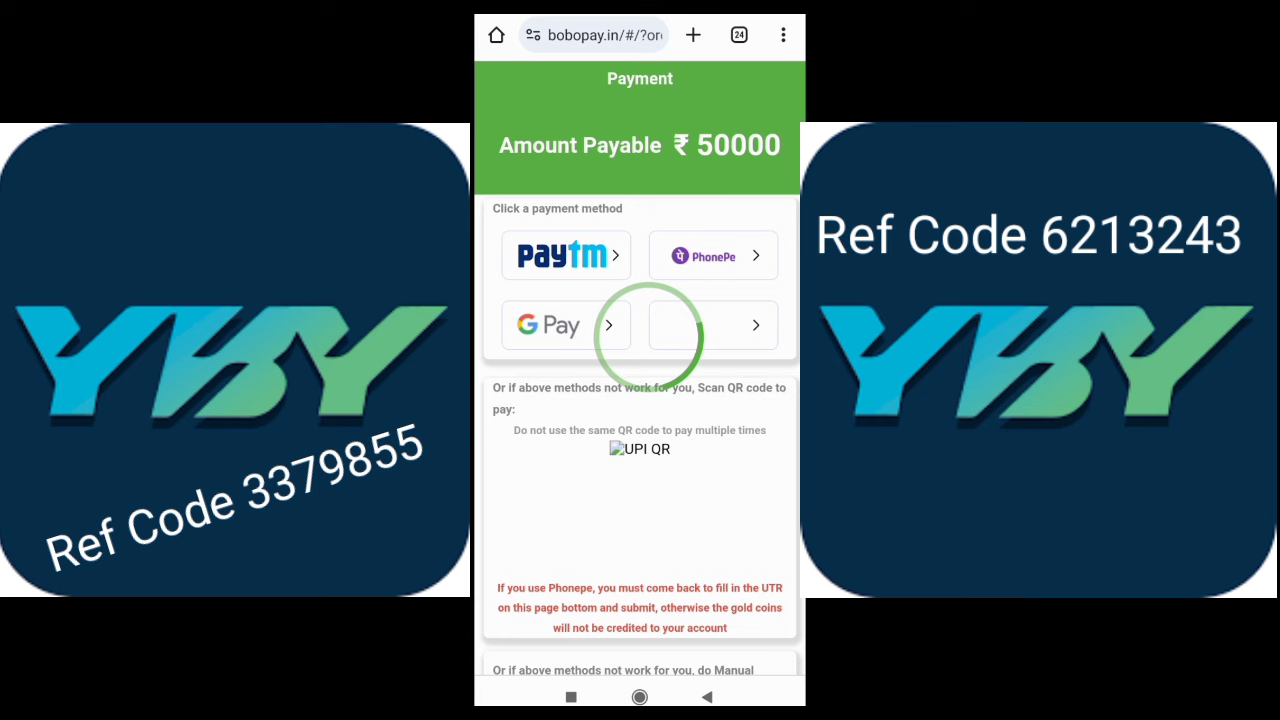 bobopay.in/#/?or
24
Payment
Amount Payable ₹ 50000
Click a payment method
paytm
PhonePe
G Pay
Or if above methods not work for you, Scan QR code to
pay:
Do not use the same QR code to pay multiple times
UPI QR
If you use Phonepe, you must come back to fill in the UTR
on this page bottom and submit, otherwise the gold coins
will not be credited to your account
Or if above methods not work for you, do Manual
YBY
Ref Code 3379855
Ref Code 6213243
YBY